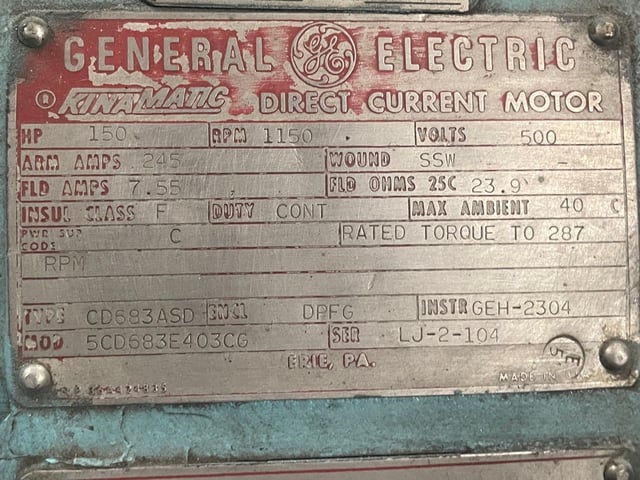 GENERAL GE ELECTRIC
® KINAMATIC DIRECT CURRENT MOTOR
HP 150 RPM 1150 VOLTS 500
ARM AMPS 245 WOUND SSW -
FLD AMPS 7.55 FLD OHMS 25C 23.9
INSUL CLASS F DUTY CONT MAX AMBIENT 40 C
PWR SUP CODE C RATED TORQUE TO 287
RPM
TYPE CD683ASD ENCL DPFG INSTR GEH-2304
MOD 5CD683E403CG SER LJ-2-104
ERIE, PA.
MADE IN